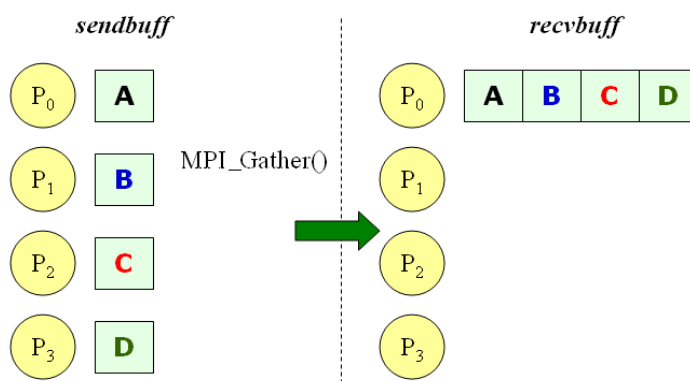 sendbuff
recvbuff
P0 A
P0 A B C D
P1 B
MPI_Gather()
P1
P2 C
P2
P3 D
P3